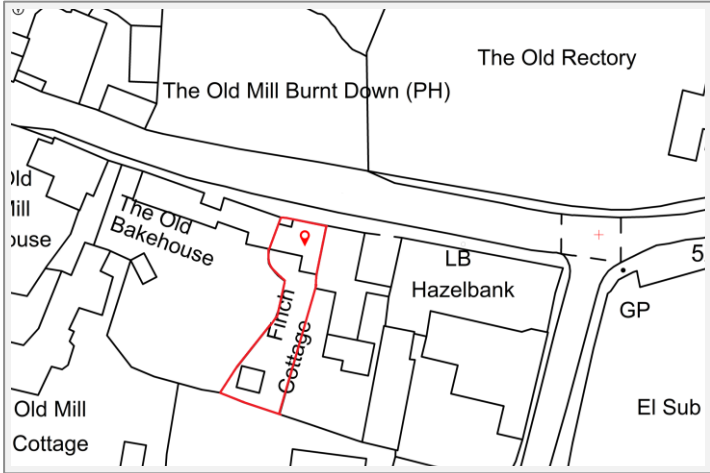 The Old Rectory
The Old Mill Burnt Down (PH)
The Old
Bakehouse
LB
Hazelbank
5
GP
Finch
Cottage
El Sub
Old Mill
Cottage